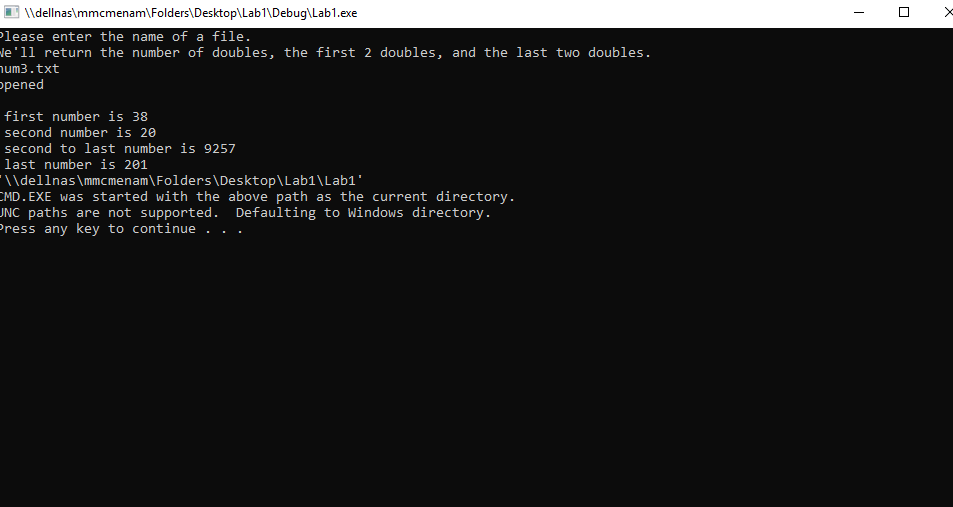 \\dellnas\mmcmenam\Folders\Desktop\Lab1\Debug\Lab1.exe
Please enter the name of a file.
We'll return the number of doubles, the first 2 doubles, and the last two doubles.
num3.txt
opened
first number is 38
second number is 20
second to last number is 9257
last number is 201
'\\dellnas\mmcmenam\Folders\Desktop\Lab1\Lab1'
CMD.EXE was started with the above path as the current directory.
UNC paths are not supported.  Defaulting to Windows directory.
Press any key to continue . . .